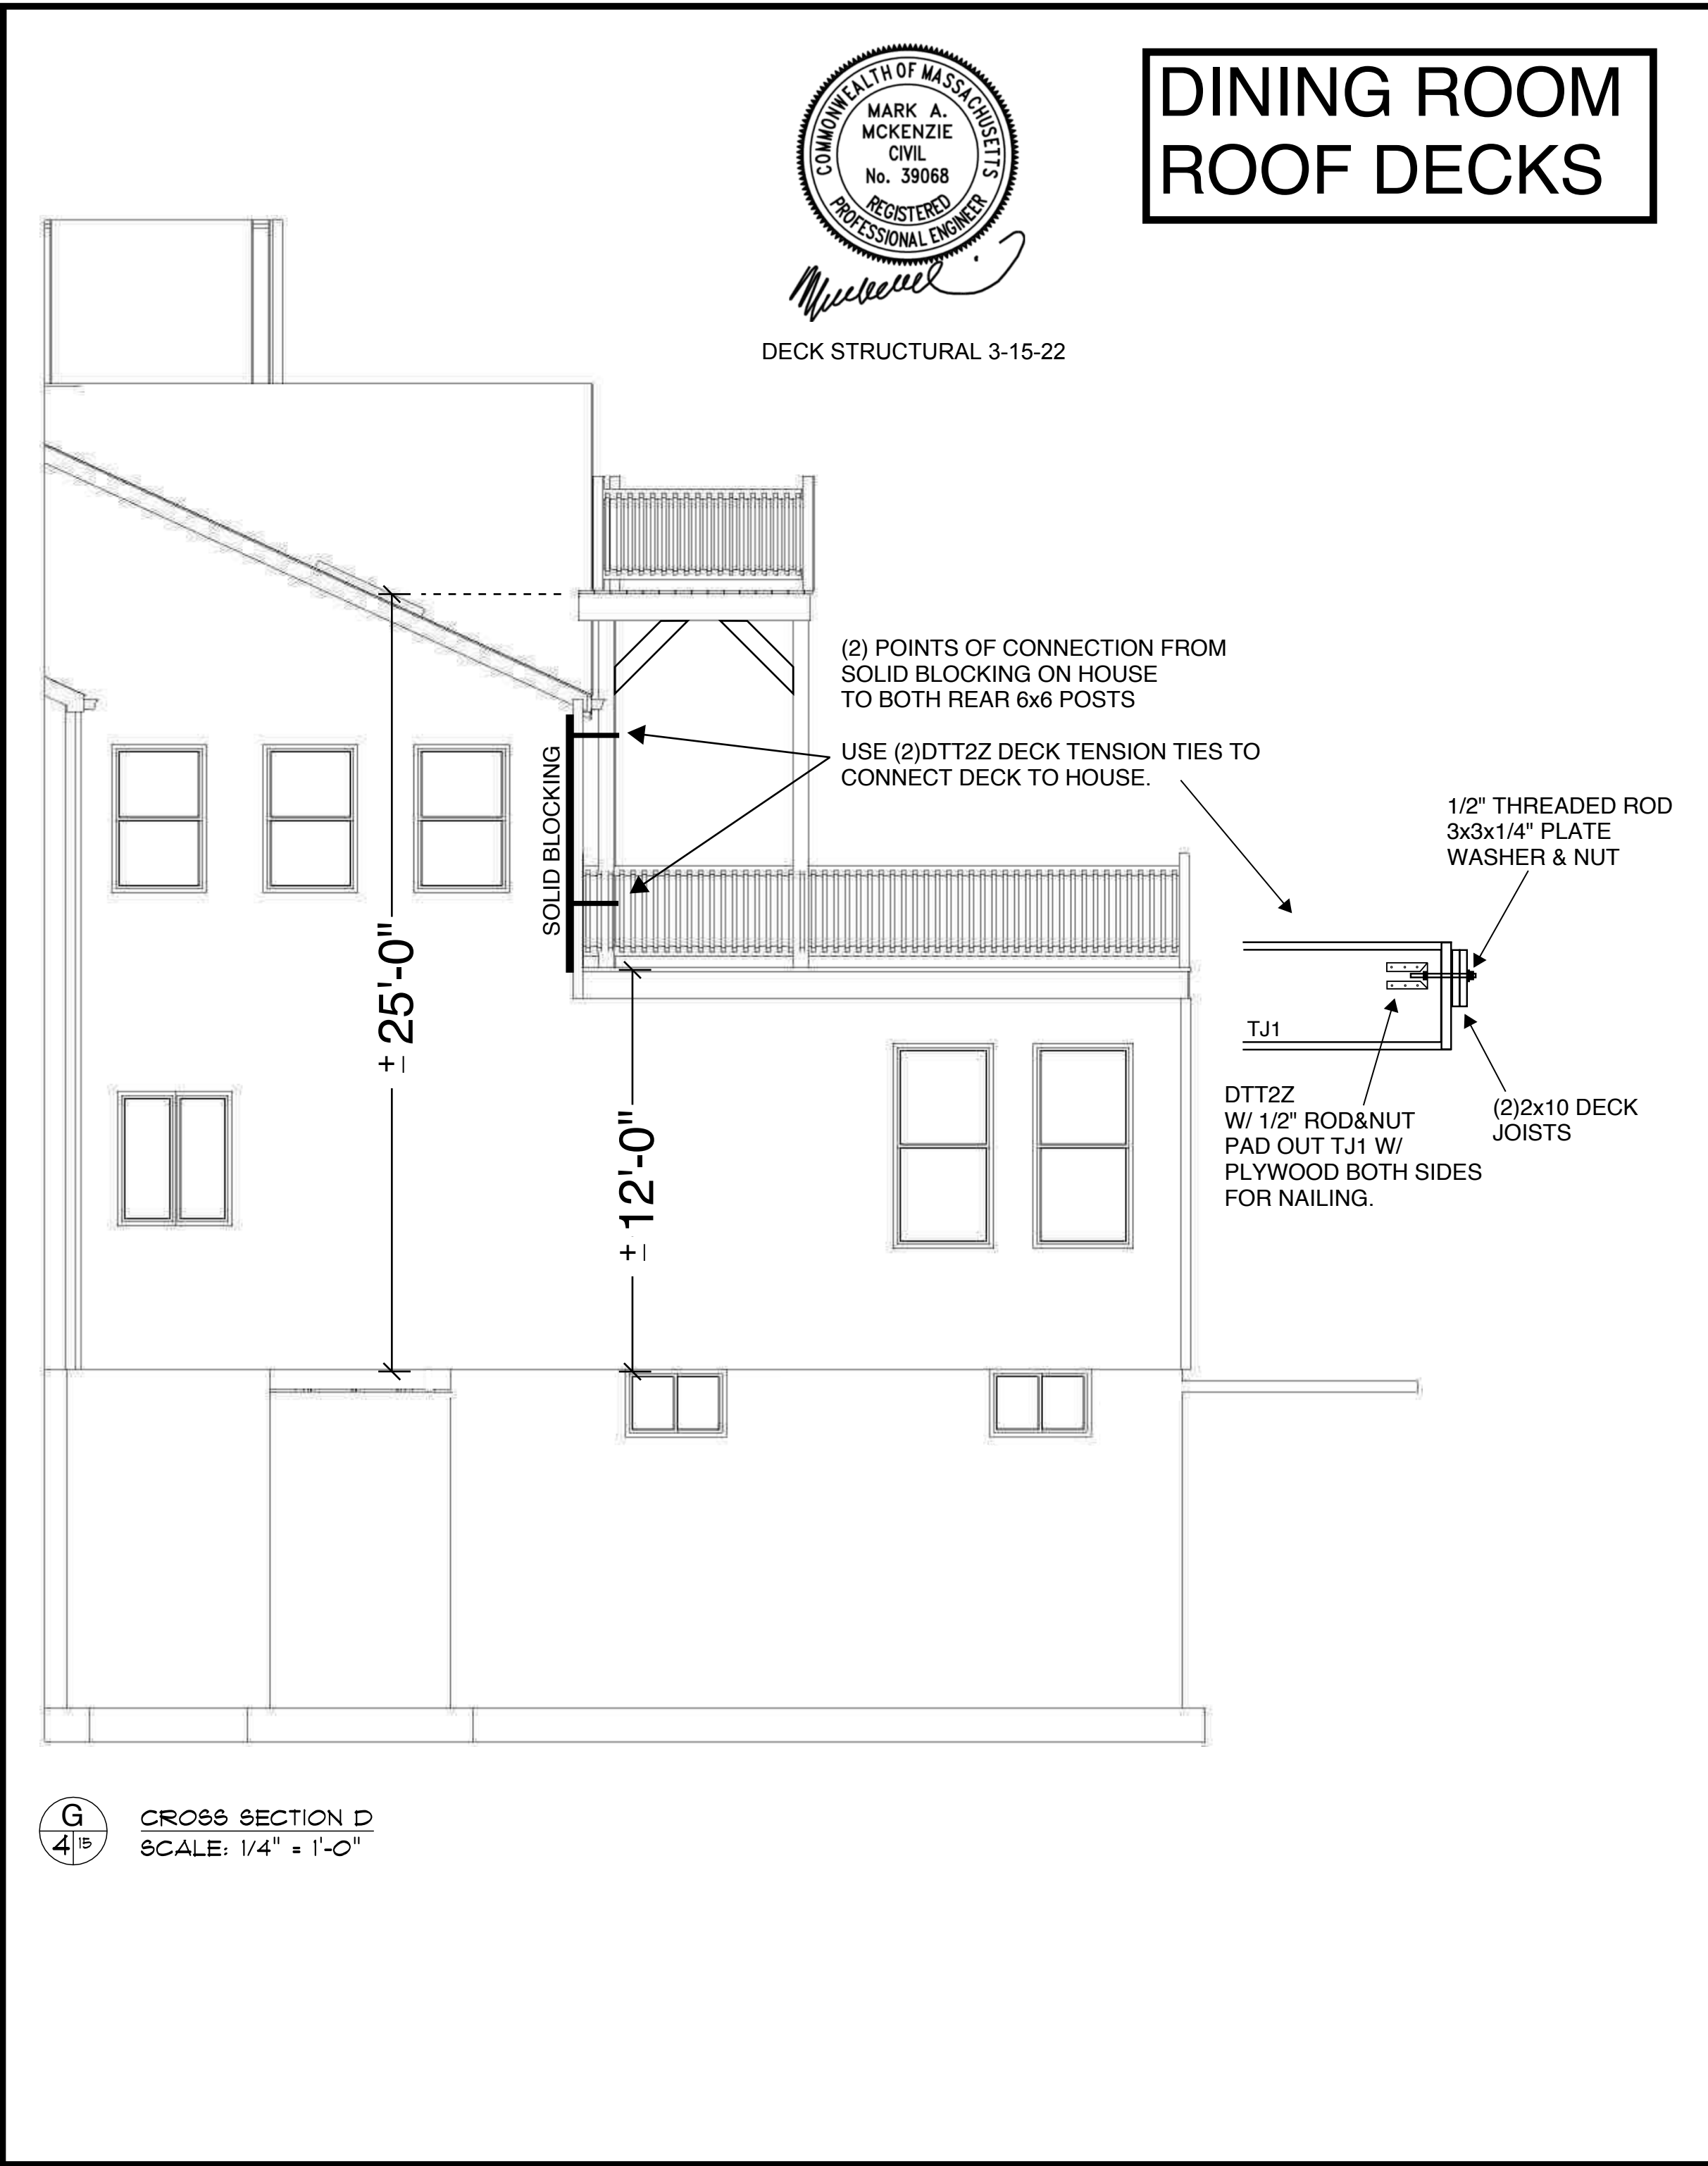 DINING ROOM
ROOF DECKS
COMMONWEALTH OF MASSACHUSETTS
MARK A.
MCKENZIE
CIVIL
No. 39068
REGISTERED
PROFESSIONAL ENGINEER
DECK STRUCTURAL 3-15-22
(2) POINTS OF CONNECTION FROM
SOLID BLOCKING ON HOUSE
TO BOTH REAR 6x6 POSTS
USE (2)DTT2Z DECK TENSION TIES TO
CONNECT DECK TO HOUSE.
SOLID BLOCKING
1/2" THREADED ROD
3x3x1/4" PLATE
WASHER & NUT
± 25'-0"
± 12'-0"
TJ1
DTT2Z
W/ 1/2" ROD&NUT
PAD OUT TJ1 W/
PLYWOOD BOTH SIDES
FOR NAILING.
(2)2x10 DECK
JOISTS
G
4 15
CROSS SECTION D
SCALE: 1/4" = 1'-0"